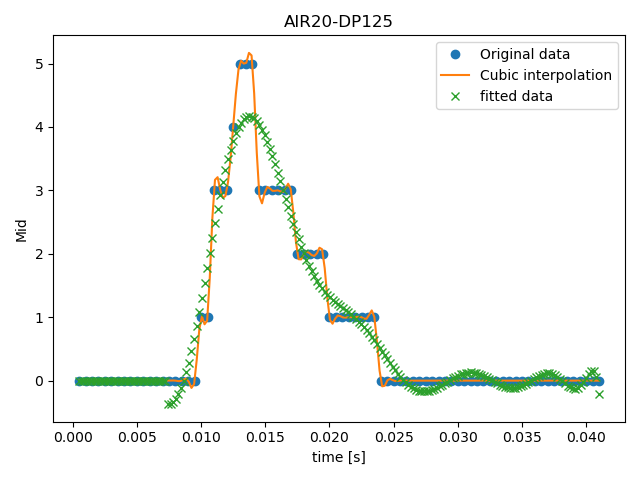 AIR20-DP125
Original data
Cubic interpolation
fitted data
Mid
5
4
3
2
1
0
0.000 0.005 0.010 0.015 0.020 0.025 0.030 0.035 0.040
time [s]